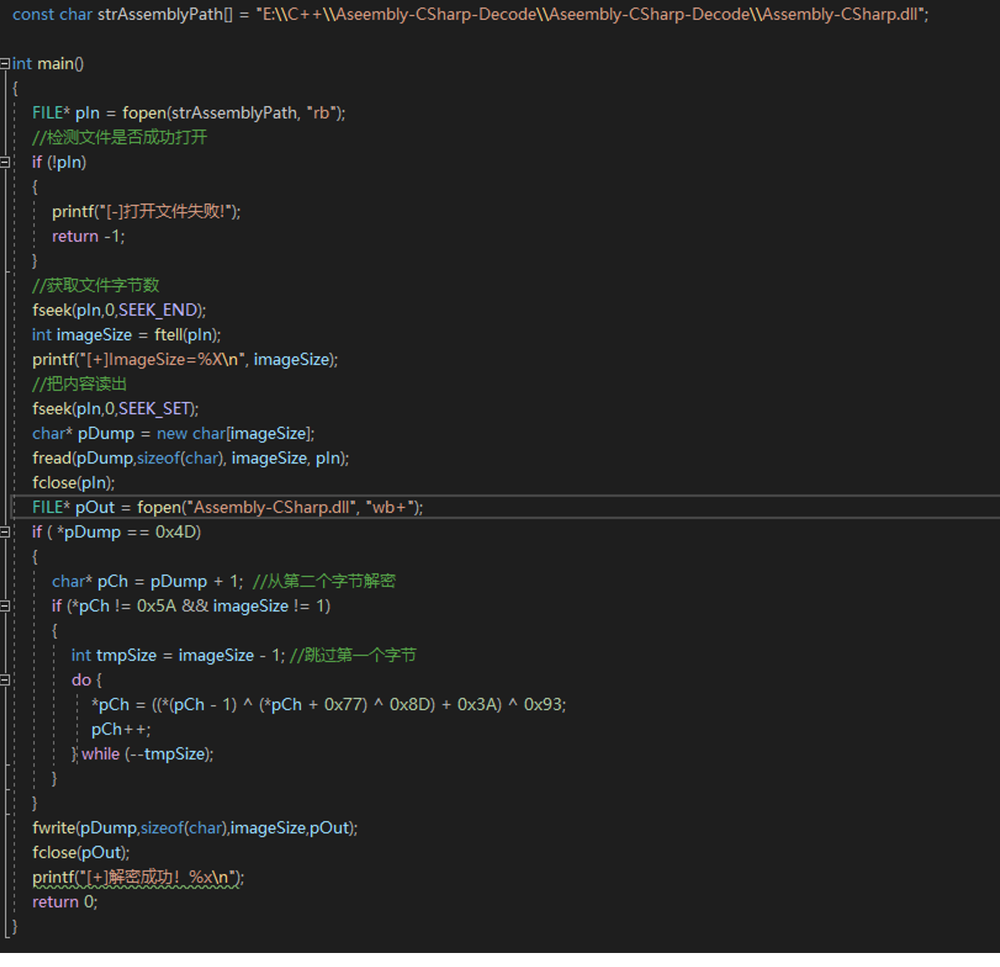 const char strAssemblyPath[] = "E:\\C++\\Aseembly-CSharp-Decode\\Aseembly-CSharp-Decode\\Assembly-CSharp.dll";
int main()
{
FILE* pIn = fopen(strAssemblyPath, "rb");
//检测文件是否成功打开
if (!pIn)
{
printf("[-]打开文件失败!");
return -1;
}
//获取文件字节数
fseek(pIn,0,SEEK_END);
int imageSize = ftell(pIn);
printf("[+]ImageSize=%X\n", imageSize);
//把内容读出
fseek(pIn,0,SEEK_SET);
char* pDump = new char[imageSize];
fread(pDump,sizeof(char), imageSize, pIn);
fclose(pIn);
FILE* pOut = fopen("Assembly-CSharp.dll", "wb+");
if ( *pDump == 0x4D)
{
char* pCh = pDump + 1; //从第二个字节解密
if (*pCh != 0x5A && imageSize != 1)
{
int tmpSize = imageSize - 1; //跳过第一个字节
do {
*pCh = ((*(pCh - 1) ^ (*pCh + 0x77) ^ 0x8D) + 0x3A) ^ 0x93;
pCh++;
} while (--tmpSize);
}
}
fwrite(pDump,sizeof(char),imageSize,pOut);
fclose(pOut);
printf("[+]解密成功! %x\n");
return 0;
}